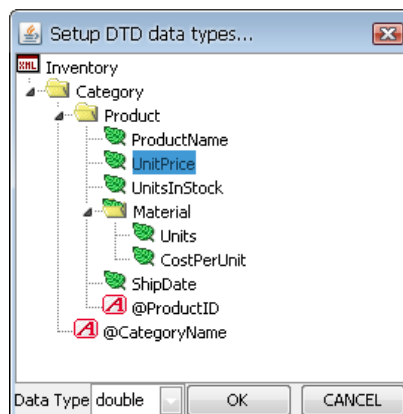 Setup DTD data types...
XML Inventory
Category
Product
ProductName
UnitPrice
UnitsInStock
Material
Units
CostPerUnit
ShipDate
A @ProductID
A @CategoryName
Data Type double OK CANCEL